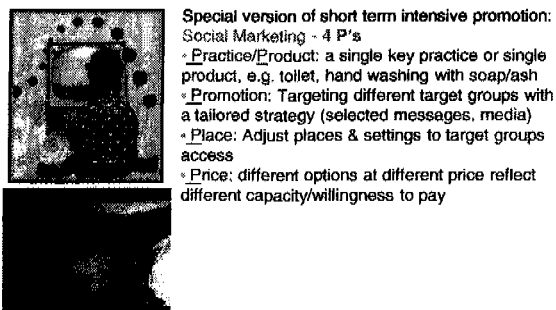 Special version of short term intensive promotion:
Social Marketing - 4 P's
* Practice/Product: a single key practice or single
product, e.g. toilet, hand washing with soap/ash
* Promotion: Targeting different target groups with
a tailored strategy (selected messages, media)
* Place: Adjust places & settings to target groups
access
* Price: different options at different price reflect
different capacity/willingness to pay